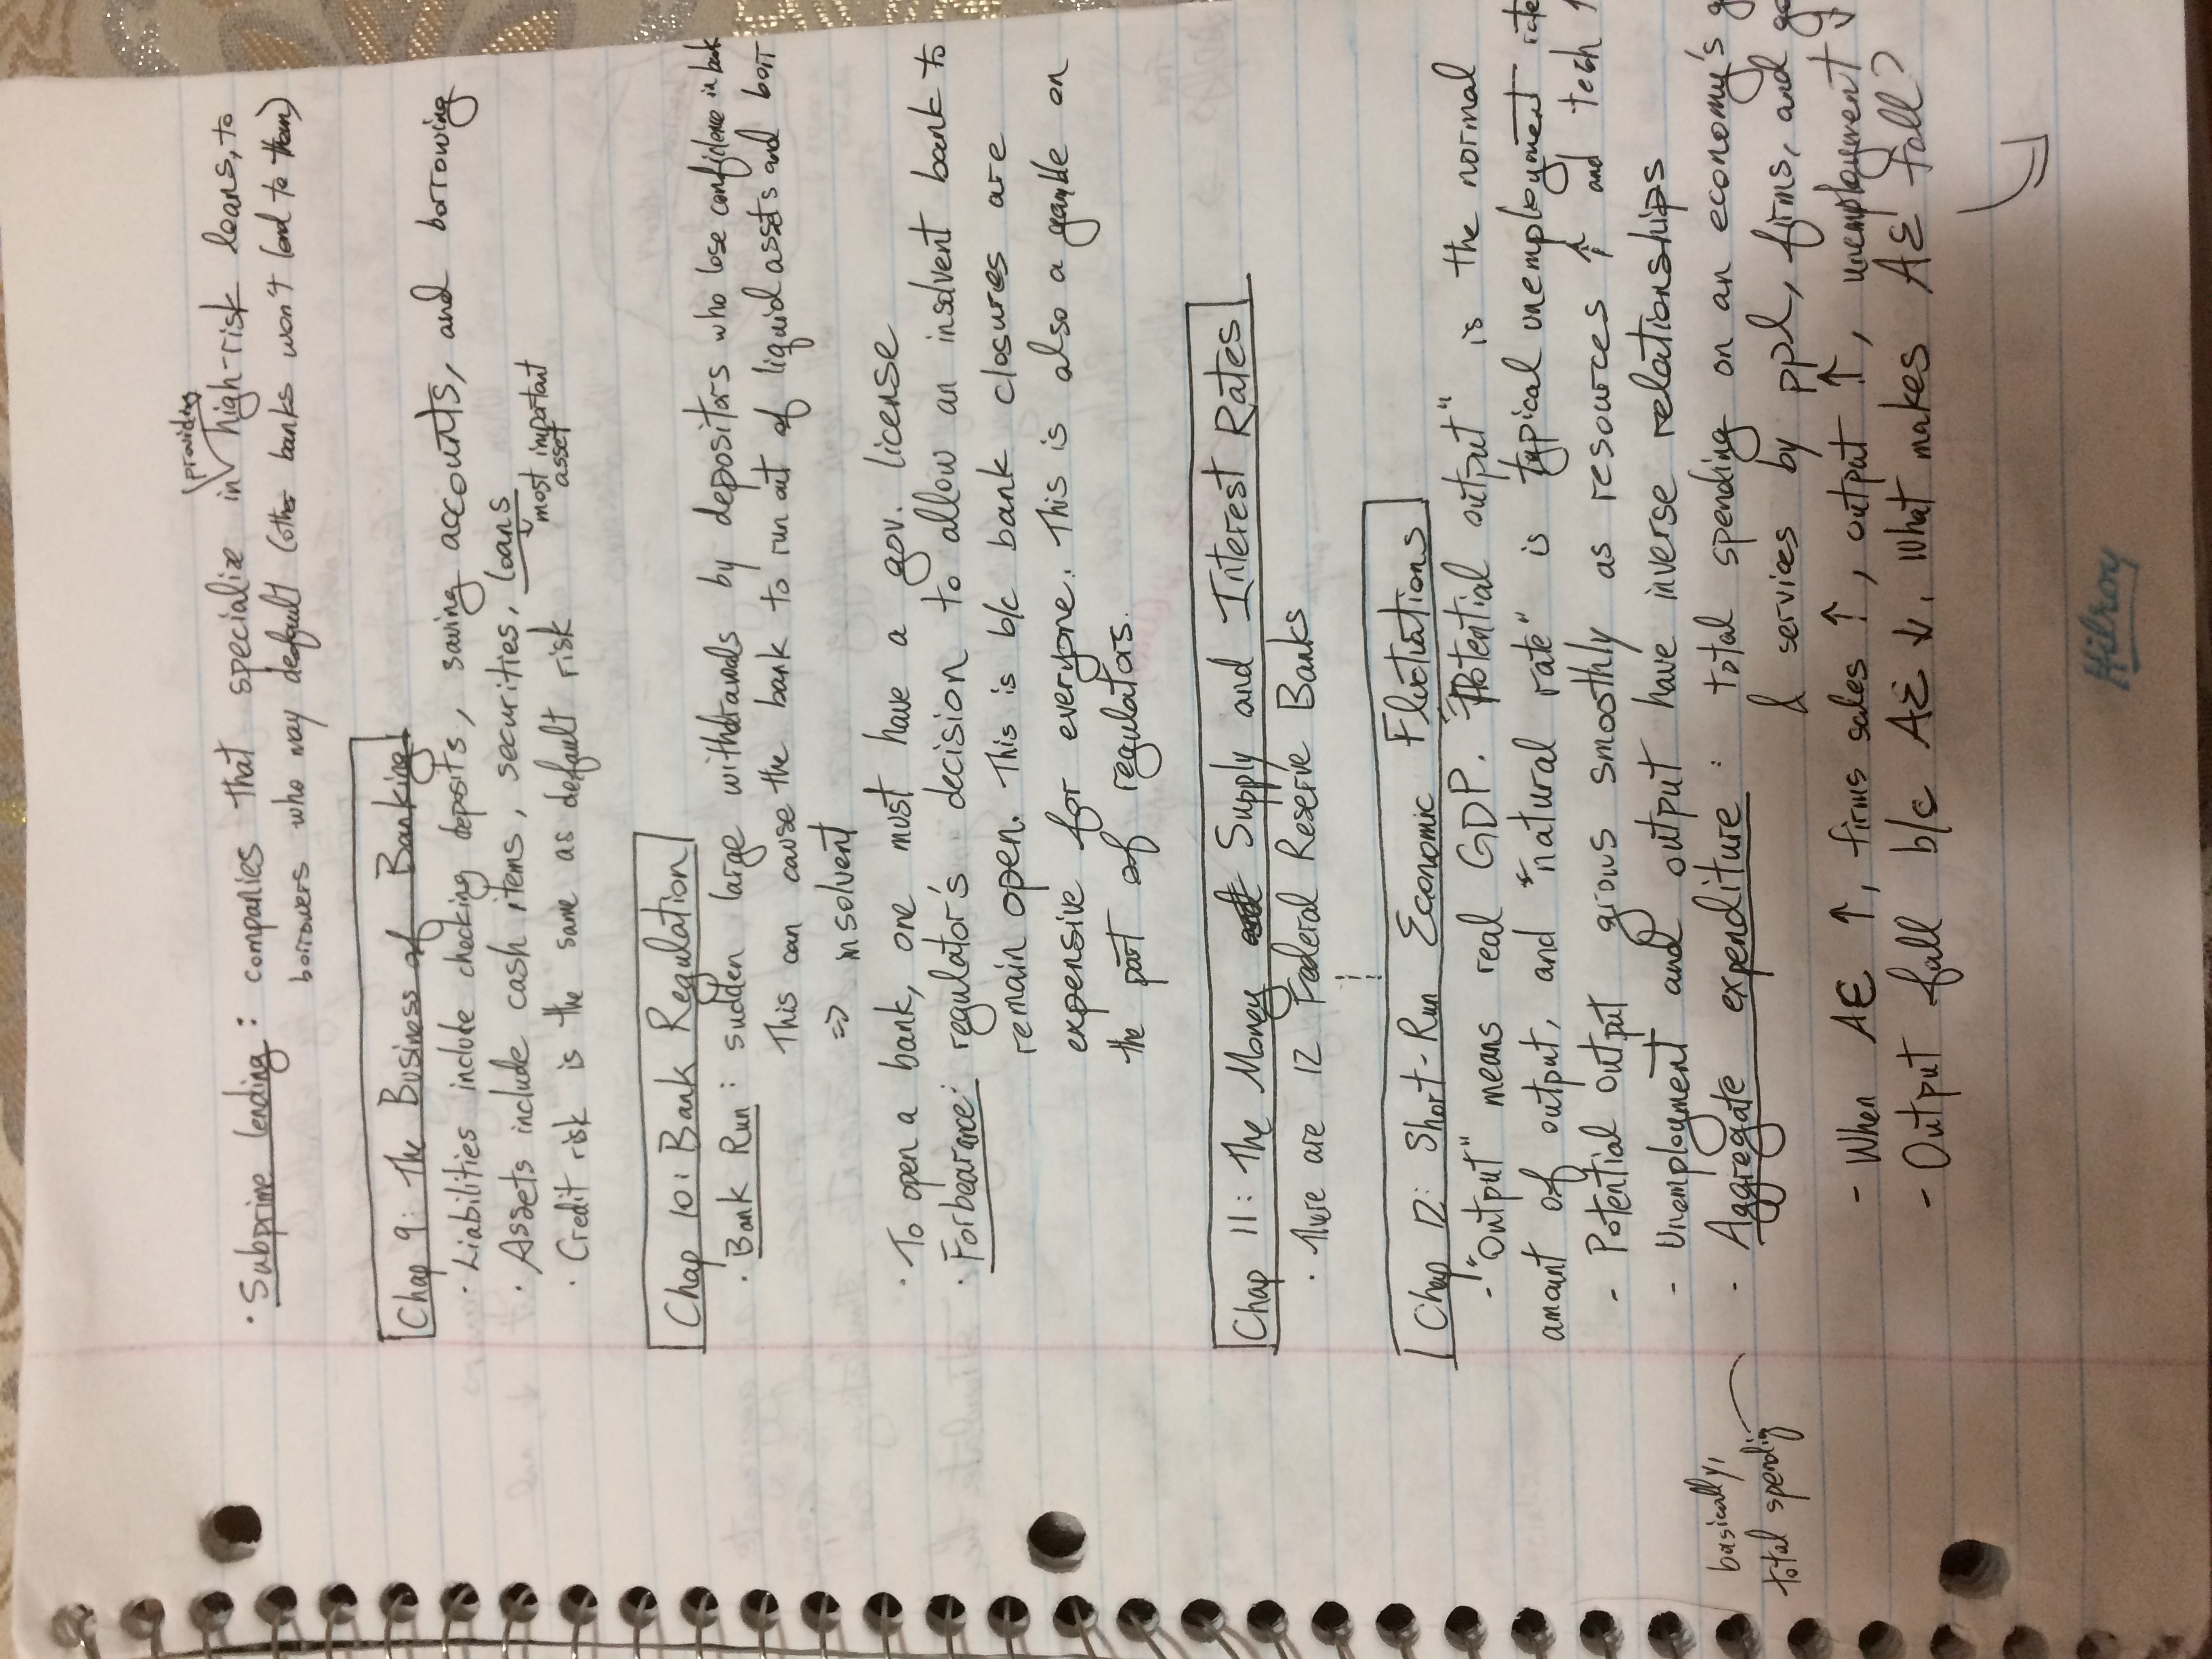 providing
· Subprime lending : companies that specialize in high-risk loans, to
borrowers who may default (other banks won't lend to them)
Chap 9: The Business of Banking
· Liabilities include checking deposits, saving accounts, and borrowing
· Assets include cash items, securities, loans
most important
asset
· Credit risk is the same as default risk
Chap 10: Bank Regulation
· Bank Run : sudden large withdrawals by depositors who lose confidence in bank
This can cause the bank to run out of liquid assets and borr
=> insolvent
· To open a bank, one must have a gov. license
· Forbearance: regulator's decision to allow an insolvent bank to
remain open. This is b/c bank closures are
expensive for everyone. This is also a gamble on
the part of regulators.
Chap 11: The Money Supply and Interest Rates
· There are 12 Federal Reserve Banks
Chap 12: Short-Run Economic Fluctuations
- "Output" means real GDP. "Potential output" is the normal
amount of output, and "natural rate" is typical unemployment rate
- Potential output grows smoothly as resources ↑ and tech ↑
- Unemployment and output have inverse relationships
basically,
total spending
- Aggregate expenditure : total spending on an economy's g
& services by ppl, firms, and go
- When AE ↑, firms sales ↑, output ↑, unemployment ↓
- Output fall b/c AE ↓. What makes AE fall?
Hilroy